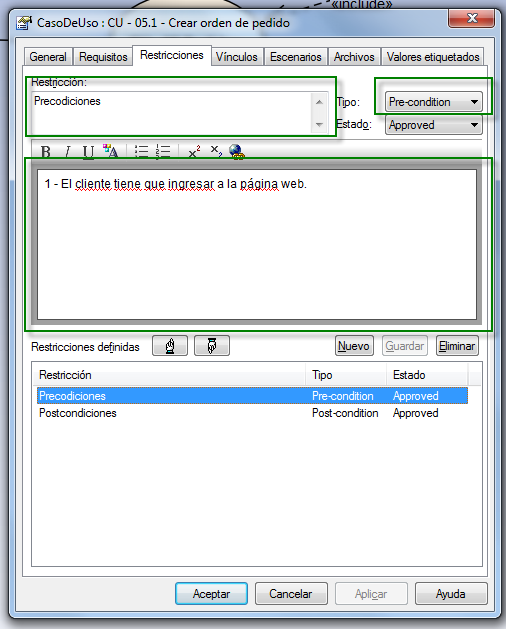 «include»
CasoDeUso : CU - 05.1 - Crear orden de pedido
General Requisitos Restricciones Vínculos Escenarios Archivos Valores etiquetados
Restricción:
Precodiciones
Tipo: Pre-condition
Estado: Approved
B I U A x² x₂
1 - El cliente tiene que ingresar a la página web.
Restricciones definidas Nuevo Guardar Eliminar
Restricción Tipo Estado
Precodiciones Pre-condition Approved
Postcondiciones Post-condition Approved
Aceptar Cancelar Aplicar Ayuda